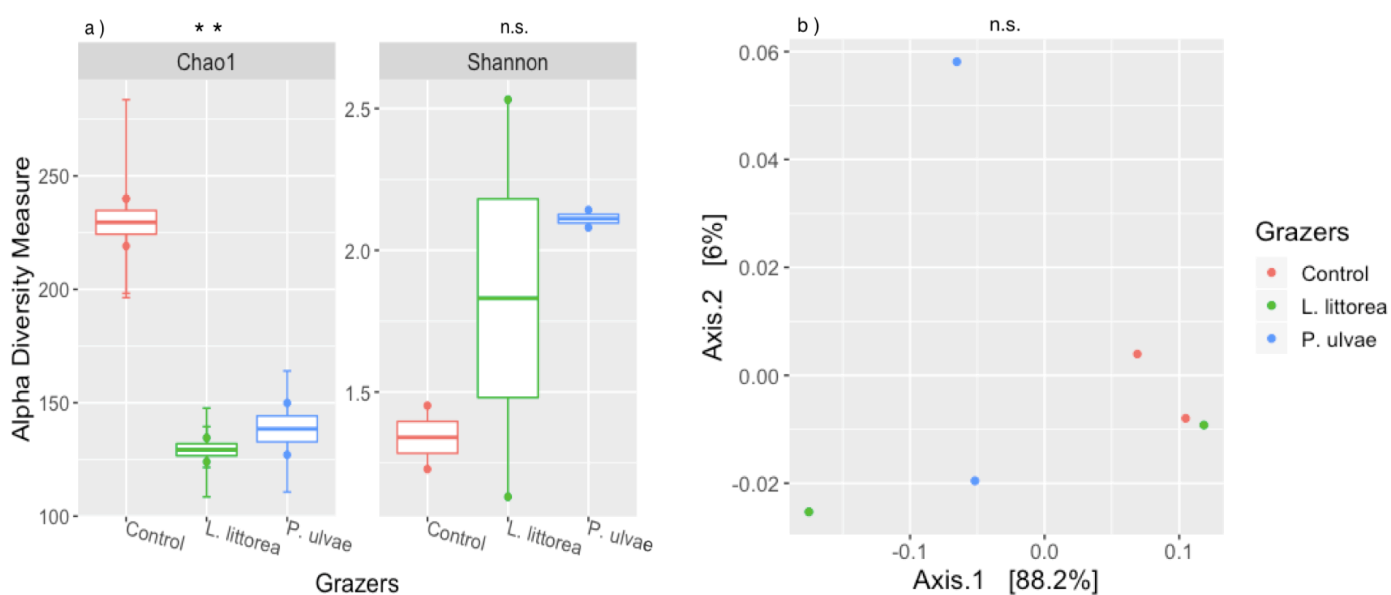 a )
* *
n.s.
Chao1
Shannon
Alpha Diversity Measure
250
200
150
100
2.5
2.0
1.5
Control
L. littorea
P. ulvae
Control
L. littorea
P. ulvae
Grazers
b )
n.s.
Axis.2 [6%]
0.06
0.04
0.02
0.00
-0.02
-0.1
0.0
0.1
Axis.1 [88.2%]
Grazers
Control
L. littorea
P. ulvae